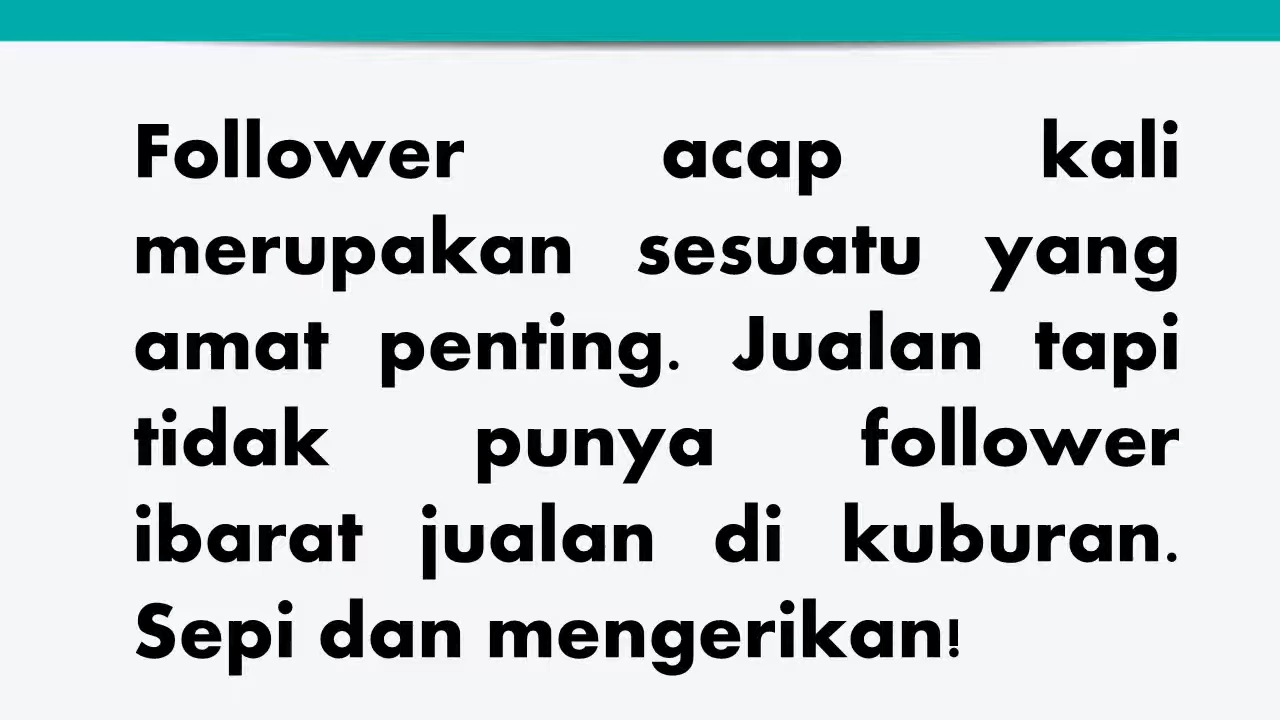 Follower acap kali
merupakan sesuatu yang
amat penting. Jualan tapi
tidak punya follower
ibarat jualan di kuburan.
Sepi dan mengerikan!